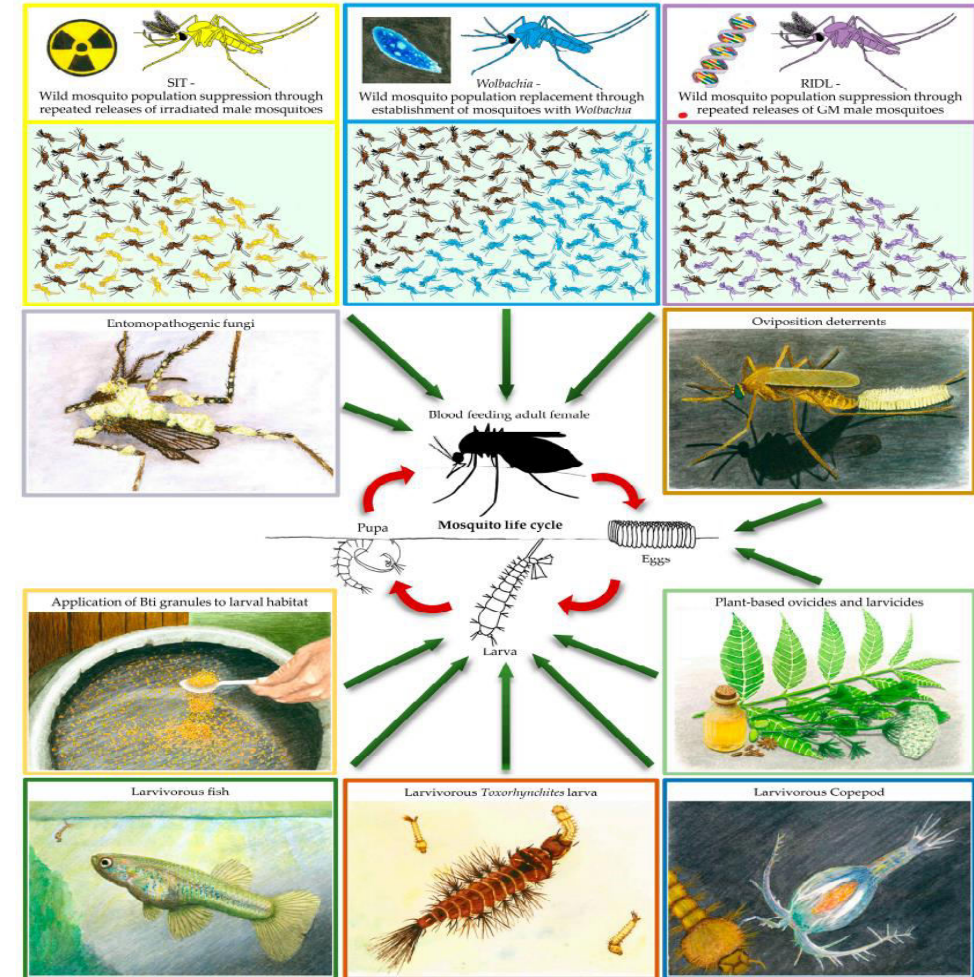 SIT -
Wild mosquito population suppression through
repeated releases of irradiated male mosquitoes
Wolbachia -
Wild mosquito population replacement through
establishment of mosquitoes with Wolbachia
RIDL -
Wild mosquito population suppression through
repeated releases of GM male mosquitoes
Entomopathogenic fungi
Oviposition deterrents
Blood feeding adult female
Pupa
Mosquito life cycle
Eggs
Larva
Application of Bti granules to larval habitat
Plant-based ovicides and larvicides
Larvivorous fish
Larvivorous Toxorhynchites larva
Larvivorous Copepod